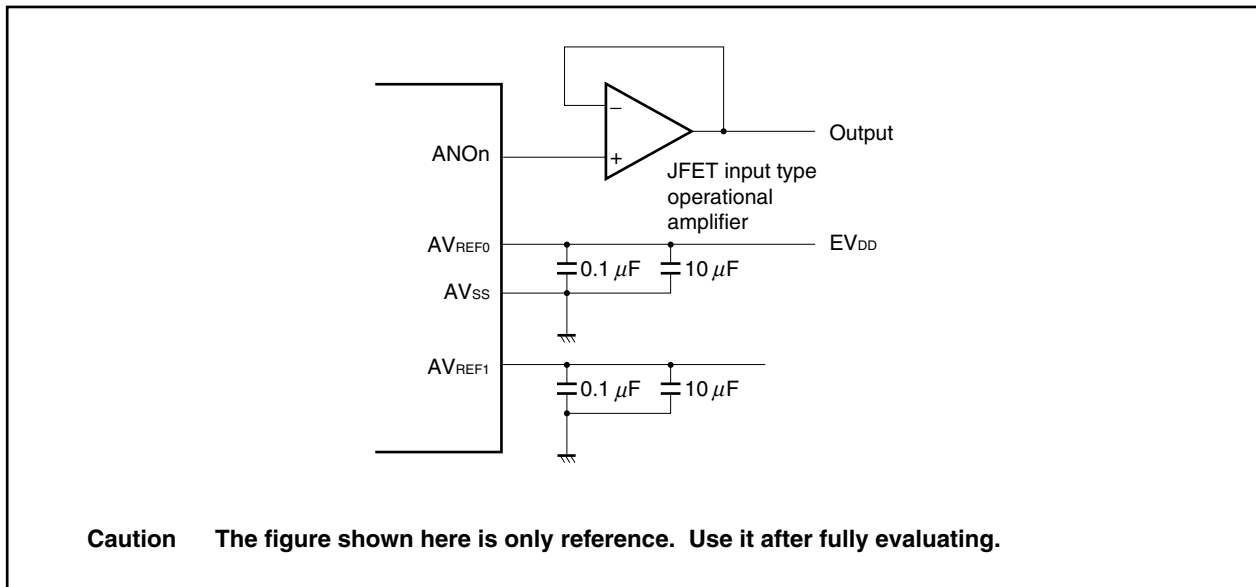 −
Output
ANOn
+
JFET input type
operational
amplifier
AVREF0
EVDD
0.1 μF
10 μF
AVSS
AVREF1
0.1 μF
10 μF
Caution The figure shown here is only reference. Use it after fully evaluating.